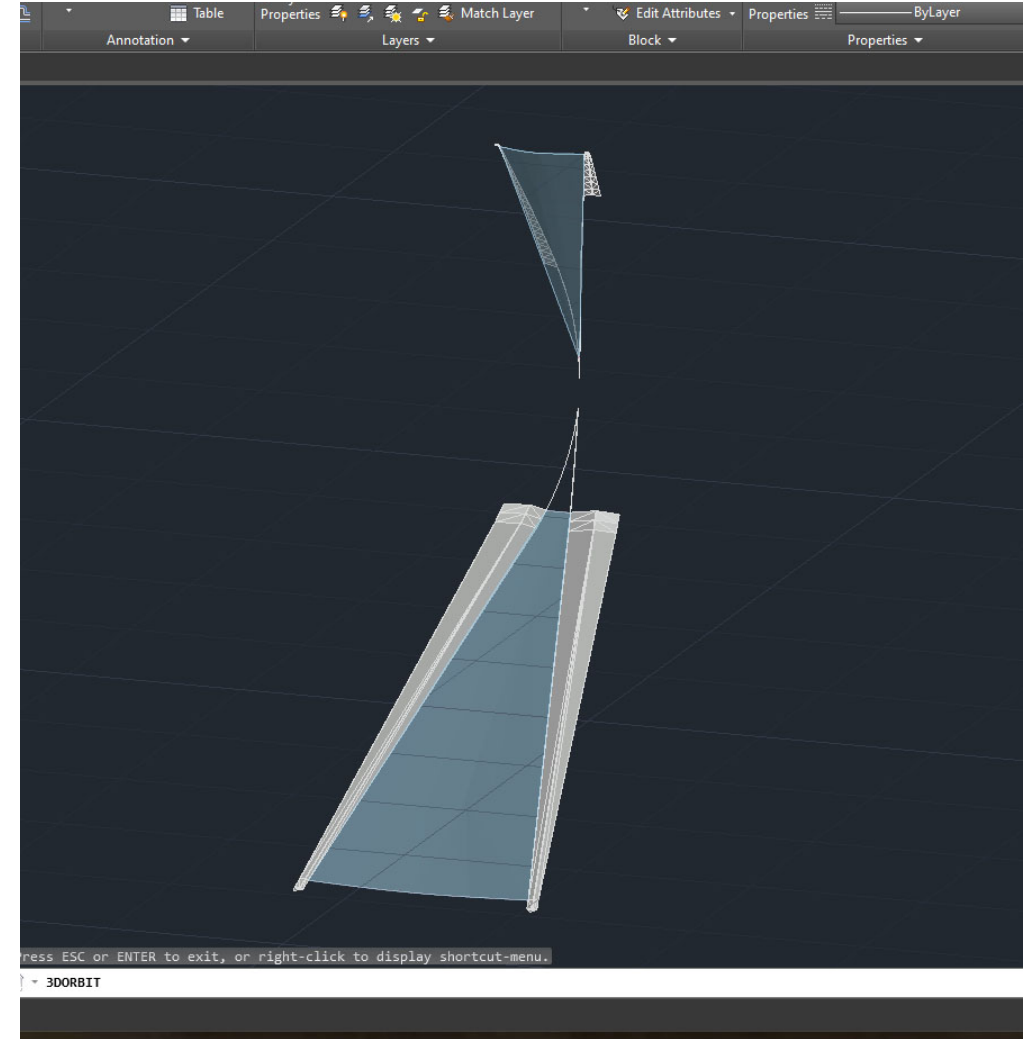 Table
Properties
Match Layer
Edit Attributes
Properties
ByLayer
Annotation
Layers
Block
Properties
Press ESC or ENTER to exit, or right-click to display shortcut-menu.
3DORBIT